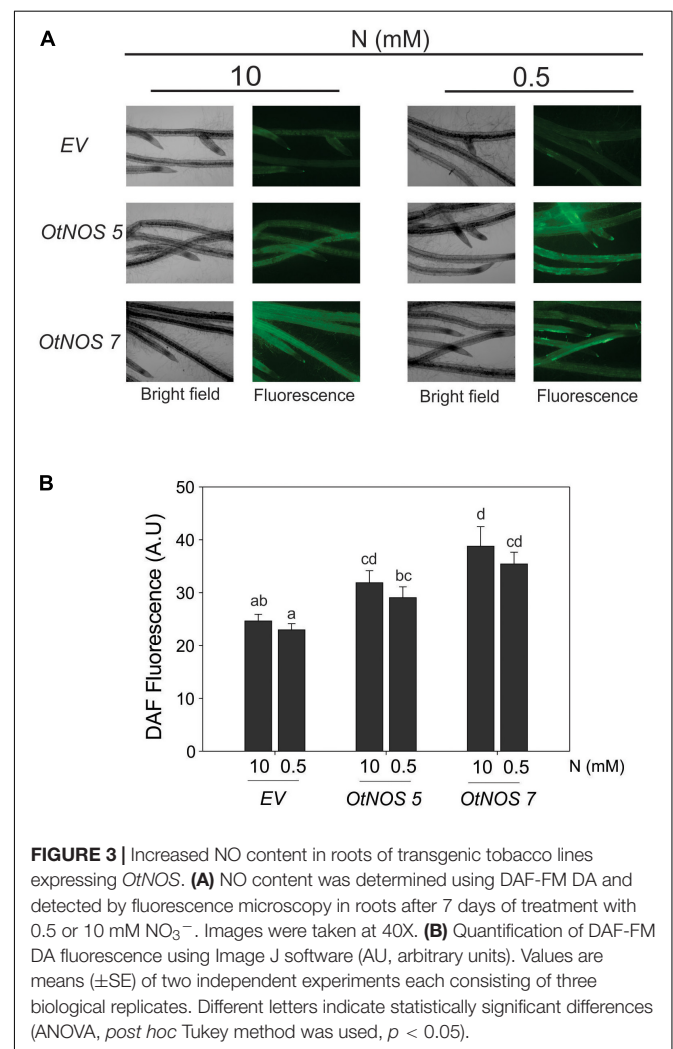 A
N (mM)
10 0.5
EV
OtNOS 5
OtNOS 7
Bright field Fluorescence Bright field Fluorescence
B
DAF Fluorescence (A.U)
50
40
30
20
10
0
ab a cd bc d cd
10 0.5 10 0.5 10 0.5 N (mM)
EV OtNOS 5 OtNOS 7
FIGURE 3 | Increased NO content in roots of transgenic tobacco lines
expressing OtNOS. (A) NO content was determined using DAF-FM DA and
detected by fluorescence microscopy in roots after 7 days of treatment with
0.5 or 10 mM NO₃⁻. Images were taken at 40X. (B) Quantification of DAF-FM
DA fluorescence using Image J software (AU, arbitrary units). Values are
means (±SE) of two independent experiments each consisting of three
biological replicates. Different letters indicate statistically significant differences
(ANOVA, post hoc Tukey method was used, p < 0.05).